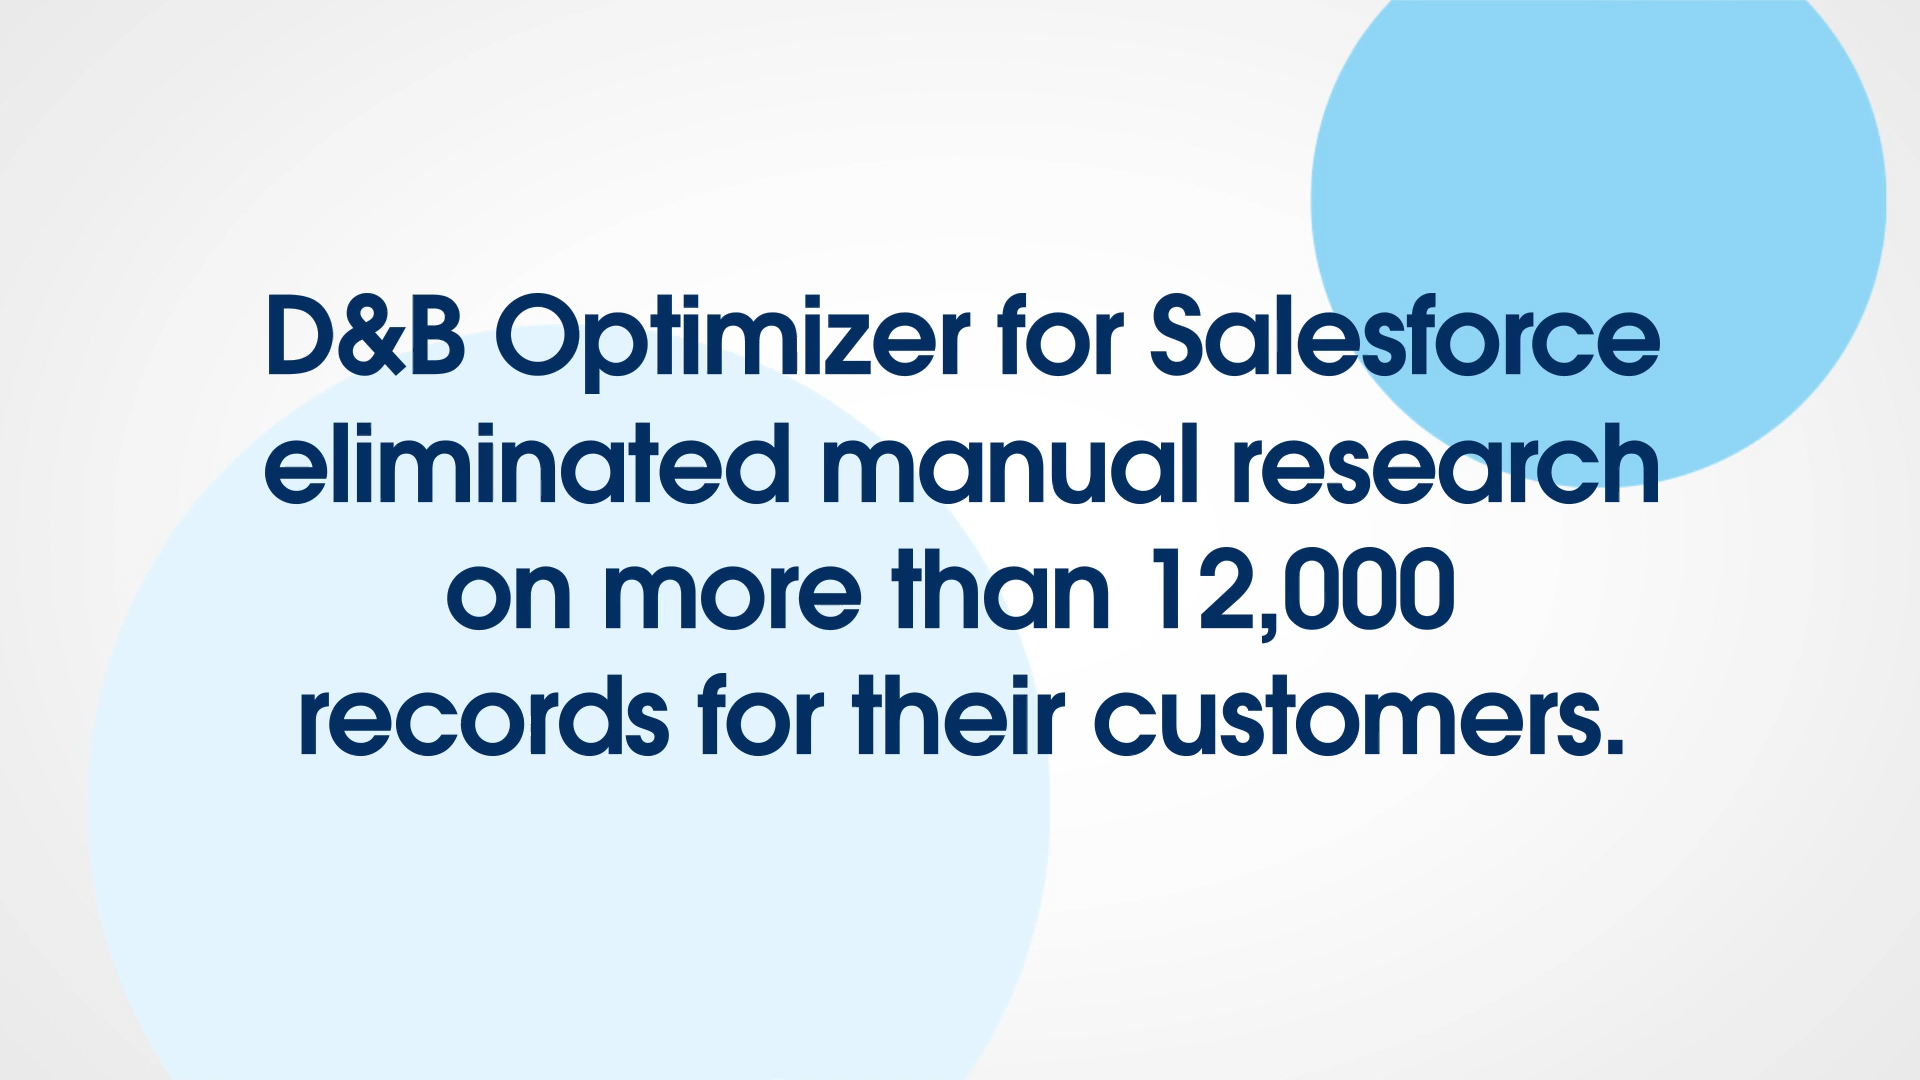 D&B Optimizer for Salesforce
eliminated manual research
on more than 12,000
records for their customers.